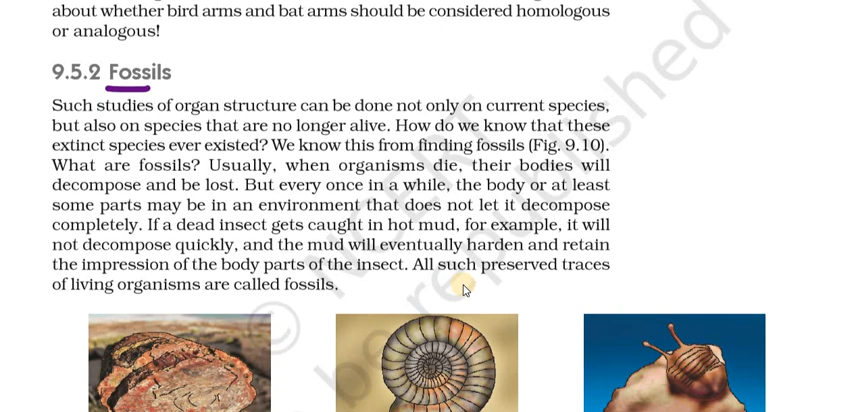 about whether bird arms and bat arms should be considered homologous
or analogous!
9.5.2 Fossils
Such studies of organ structure can be done not only on current species,
but also on species that are no longer alive. How do we know that these
extinct species ever existed? We know this from finding fossils (Fig. 9.10).
What are fossils? Usually, when organisms die, their bodies will
decompose and be lost. But every once in a while, the body or at least
some parts may be in an environment that does not let it decompose
completely. If a dead insect gets caught in hot mud, for example, it will
not decompose quickly, and the mud will eventually harden and retain
the impression of the body parts of the insect. All such preserved traces
of living organisms are called fossils.
© NCERT
be republished